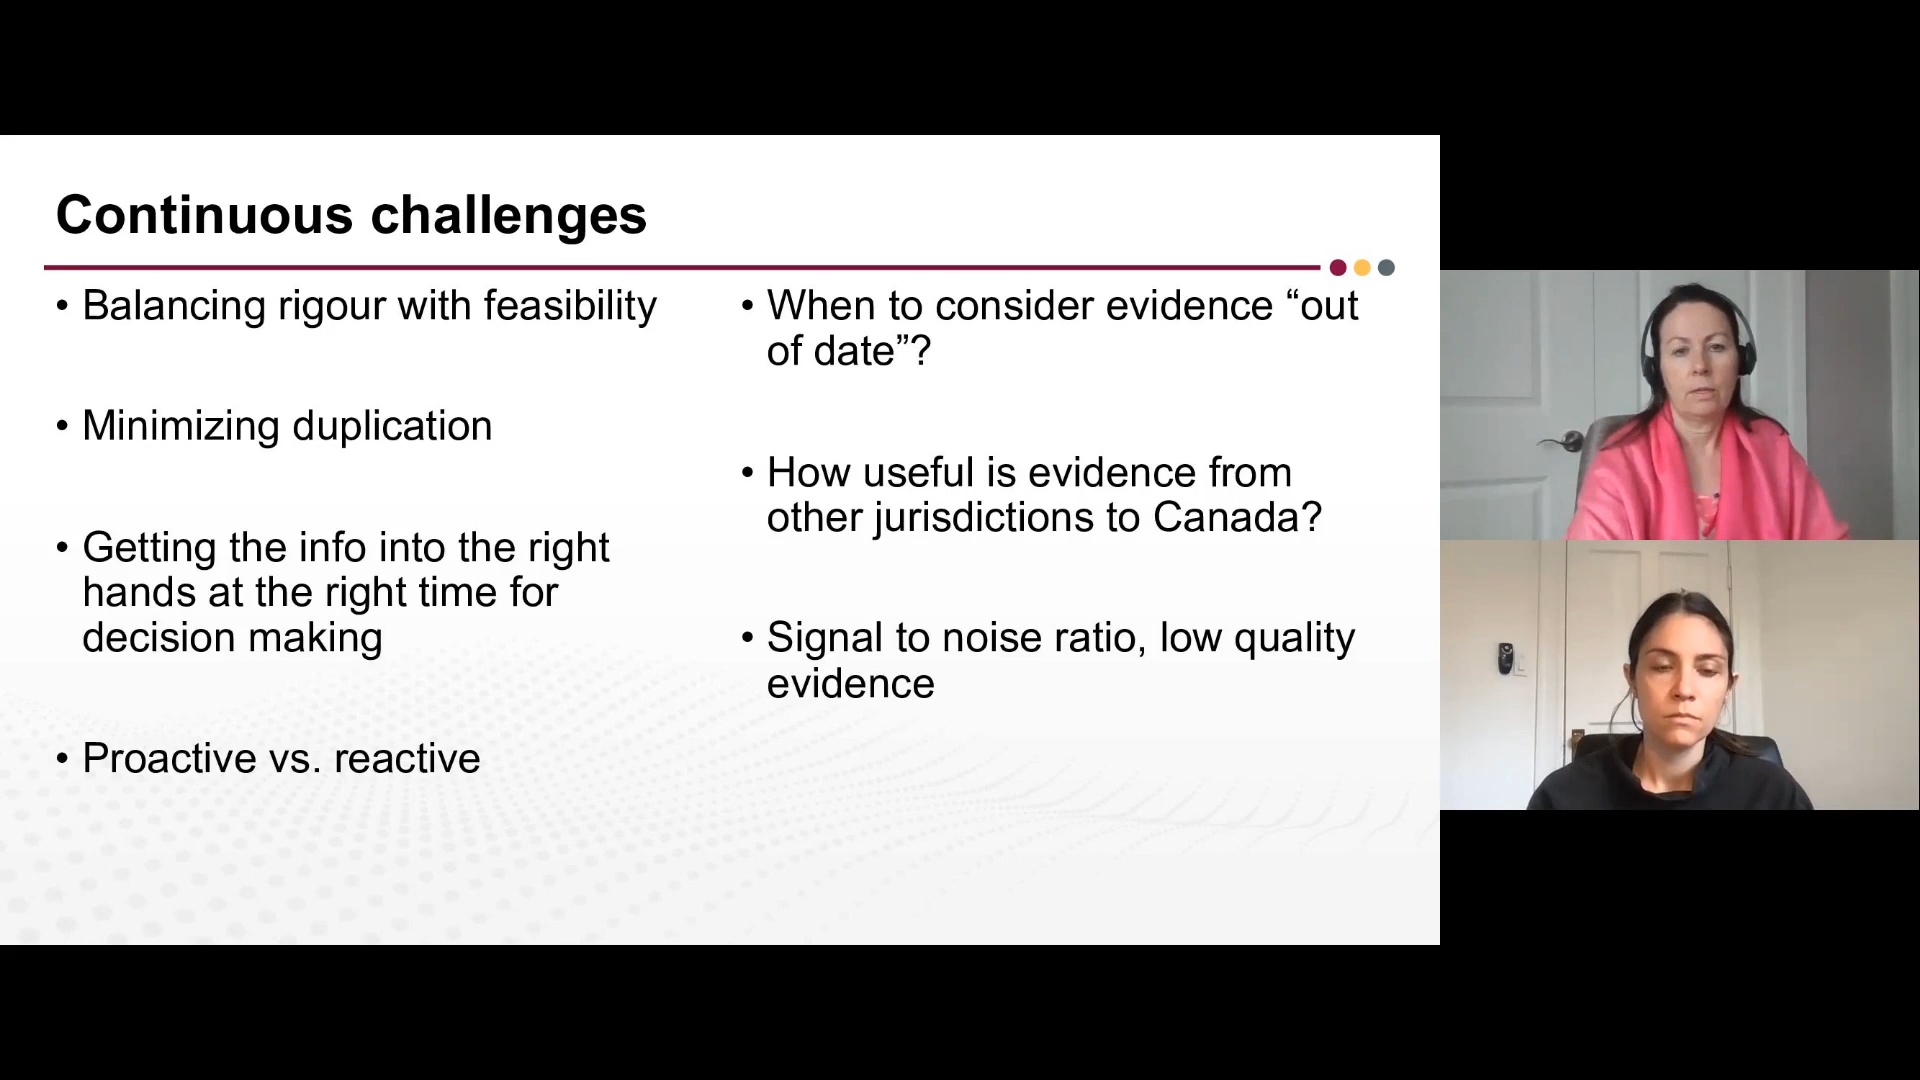 Continuous challenges
• Balancing rigour with feasibility
• Minimizing duplication
• Getting the info into the right
hands at the right time for
decision making
• Proactive vs. reactive
• When to consider evidence “out
of date”?
• How useful is evidence from
other jurisdictions to Canada?
• Signal to noise ratio, low quality
evidence